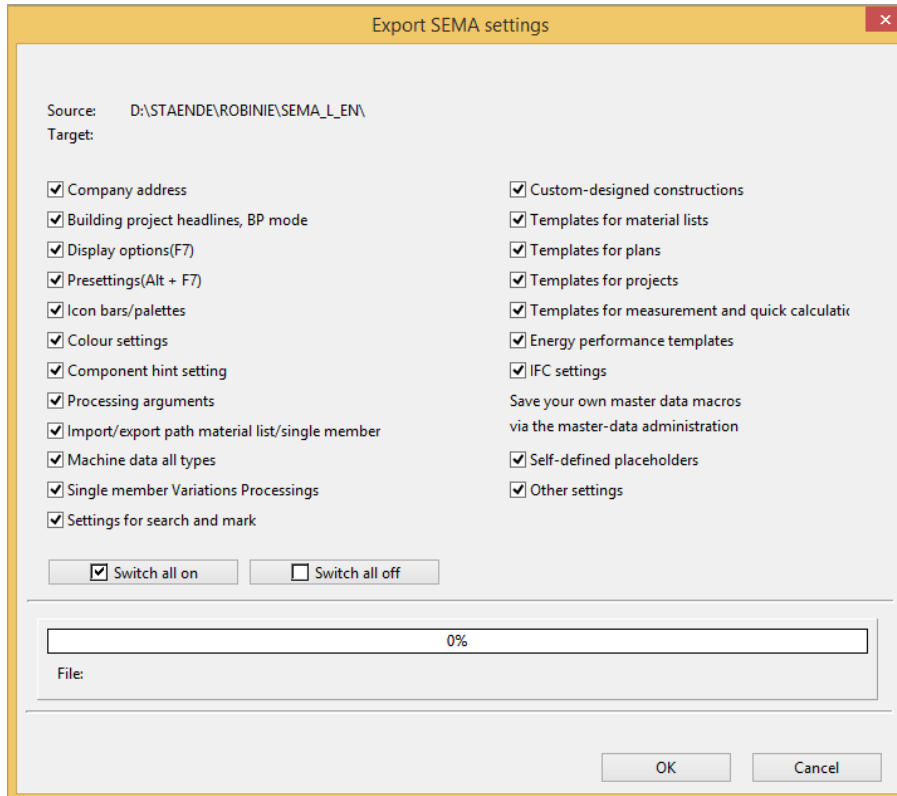 Export SEMA settings
Source: D:\STAENDE\ROBINIE\SEMA_L_EN\
Target:
Company address
Building project headlines, BP mode
Display options(F7)
Presettings(Alt + F7)
Icon bars/palettes
Colour settings
Component hint setting
Processing arguments
Import/export path material list/single member
Machine data all types
Single member Variations Processings
Settings for search and mark
Custom-designed constructions
Templates for material lists
Templates for plans
Templates for projects
Templates for measurement and quick calculatic
Energy performance templates
IFC settings
Save your own master data macros
via the master-data administration
Self-defined placeholders
Other settings
Switch all on
Switch all off
0%
File:
OK
Cancel